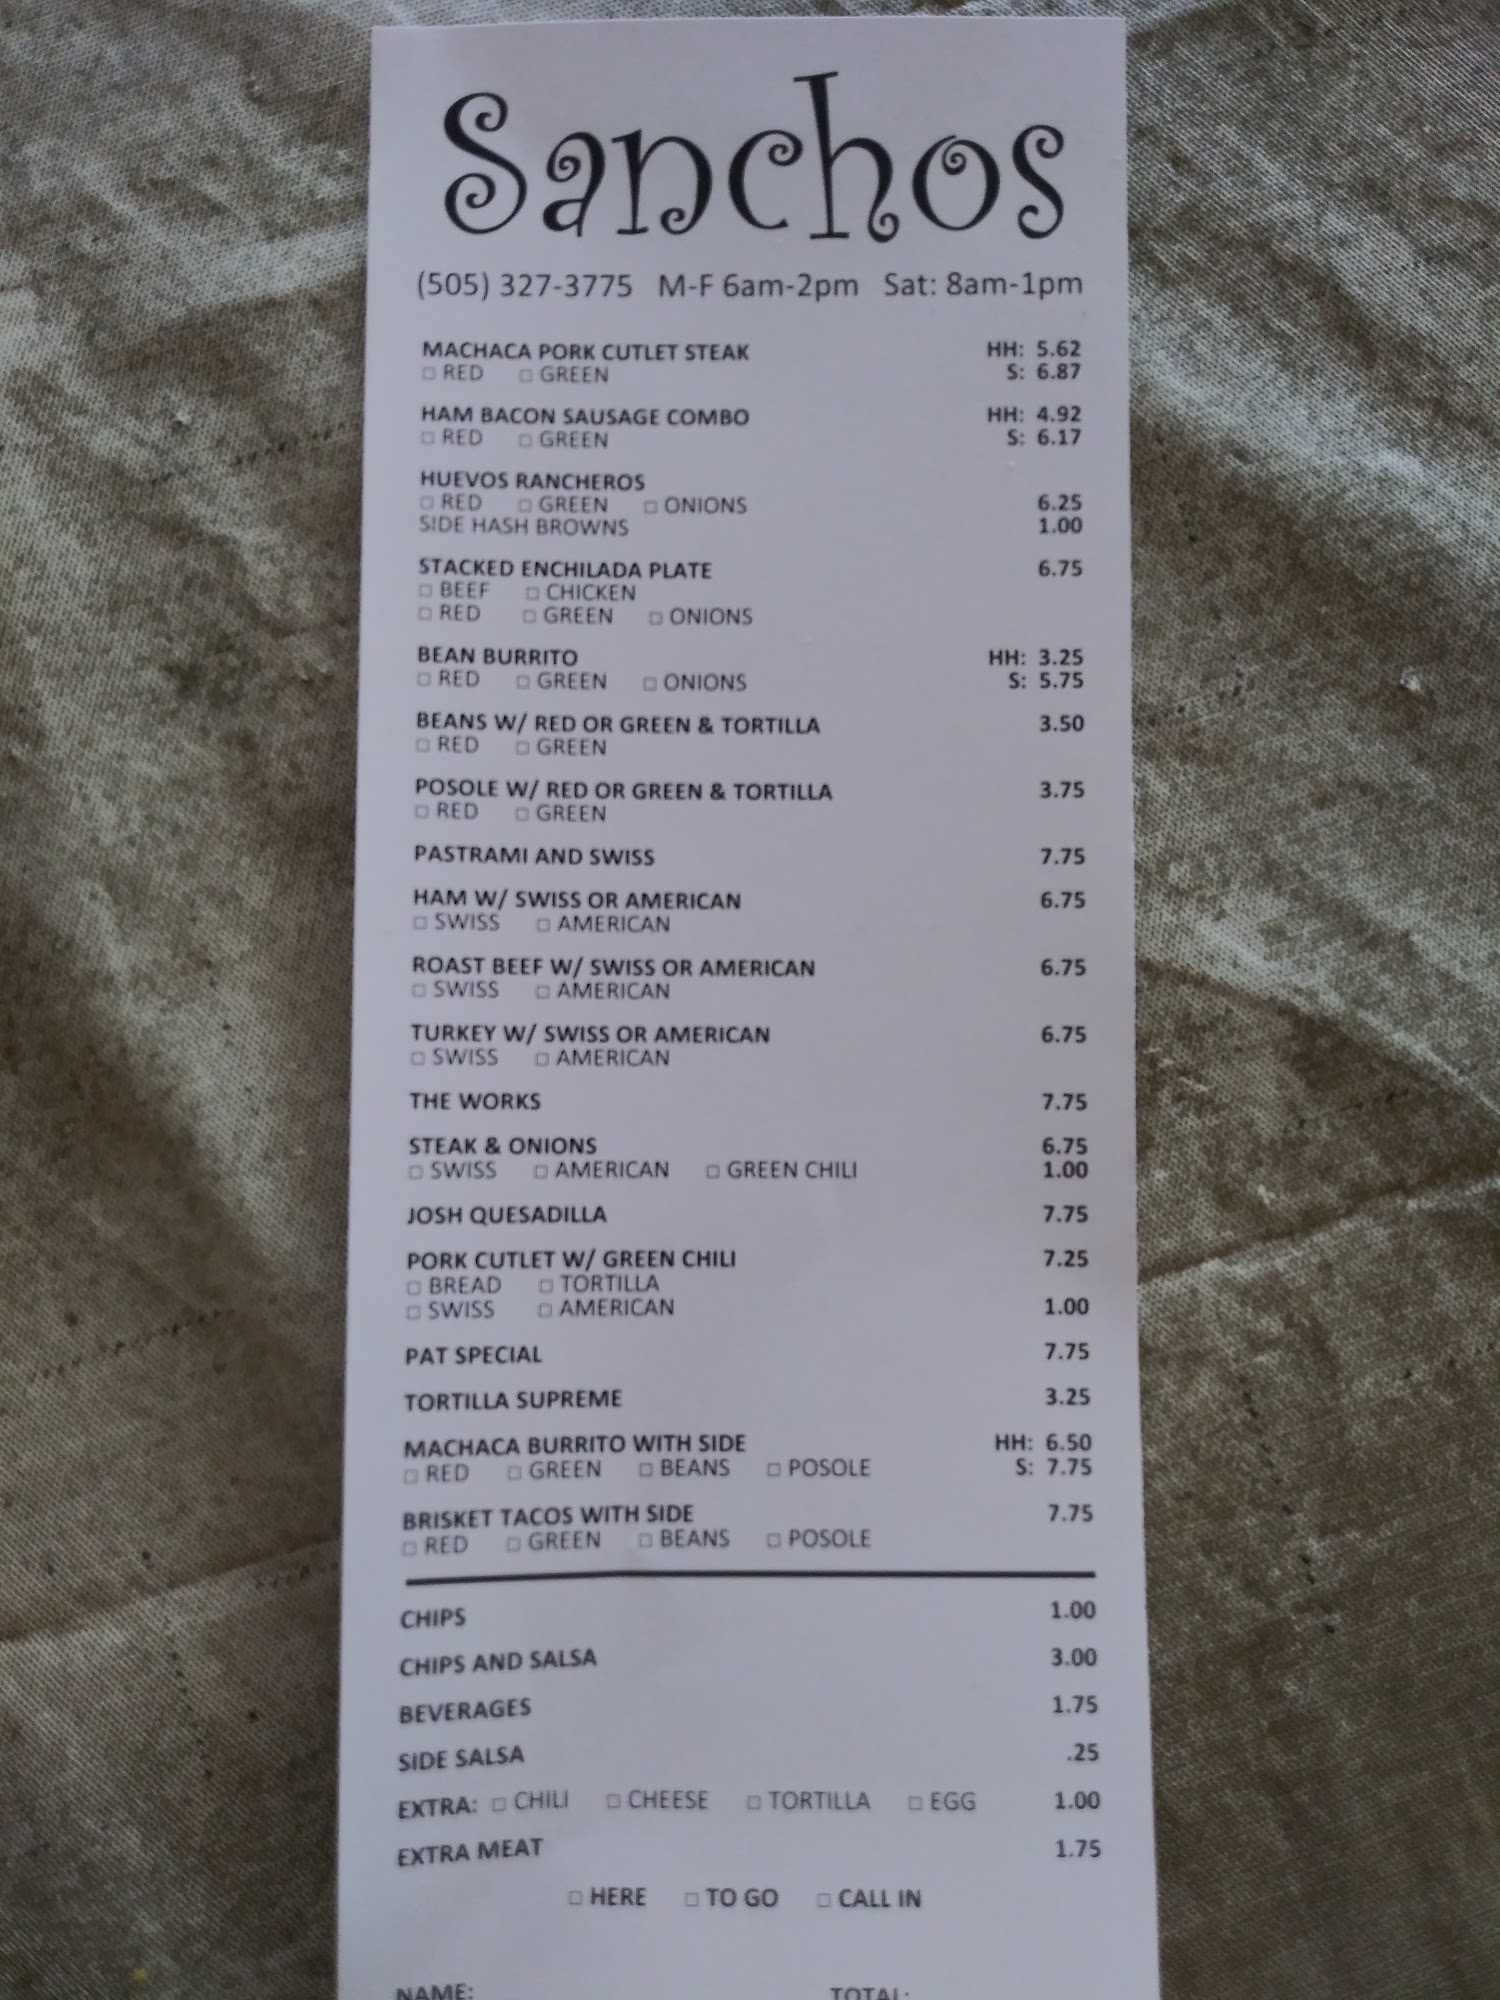 Sanchos
(505) 327-3775 M-F 6am-2pm Sat: 8am-1pm
MACHACA PORK CUTLET STEAK HH: 5.62
□ RED □ GREEN S: 6.87
HAM BACON SAUSAGE COMBO HH: 4.92
□ RED □ GREEN S: 6.17
HUEVOS RANCHEROS
□ RED □ GREEN □ ONIONS 6.25
SIDE HASH BROWNS 1.00
STACKED ENCHILADA PLATE 6.75
□ BEEF □ CHICKEN
□ RED □ GREEN □ ONIONS
BEAN BURRITO HH: 3.25
□ RED □ GREEN □ ONIONS S: 5.75
BEANS W/ RED OR GREEN & TORTILLA 3.50
□ RED □ GREEN
POSOLE W/ RED OR GREEN & TORTILLA 3.75
□ RED □ GREEN
PASTRAMI AND SWISS 7.75
HAM W/ SWISS OR AMERICAN 6.75
□ SWISS □ AMERICAN
ROAST BEEF W/ SWISS OR AMERICAN 6.75
□ SWISS □ AMERICAN
TURKEY W/ SWISS OR AMERICAN 6.75
□ SWISS □ AMERICAN
THE WORKS 7.75
STEAK & ONIONS 6.75
□ SWISS □ AMERICAN □ GREEN CHILI 1.00
JOSH QUESADILLA 7.75
PORK CUTLET W/ GREEN CHILI 7.25
□ BREAD □ TORTILLA
□ SWISS □ AMERICAN 1.00
PAT SPECIAL 7.75
TORTILLA SUPREME 3.25
MACHACA BURRITO WITH SIDE HH: 6.50
□ RED □ GREEN □ BEANS □ POSOLE S: 7.75
BRISKET TACOS WITH SIDE 7.75
□ RED □ GREEN □ BEANS □ POSOLE
CHIPS 1.00
CHIPS AND SALSA 3.00
BEVERAGES 1.75
SIDE SALSA .25
EXTRA: □ CHILI □ CHEESE □ TORTILLA □ EGG 1.00
EXTRA MEAT 1.75
□ HERE □ TO GO □ CALL IN
NAME: TOTAL: